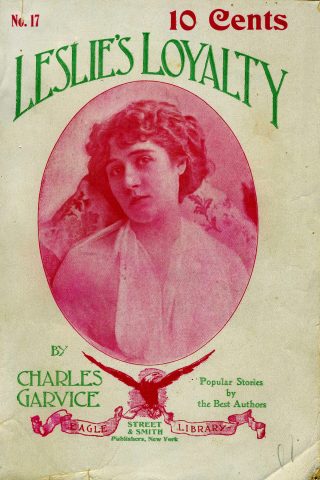 No. 17
10 Cents
LESLIE'S LOYALTY
BY
CHARLES
GARVICE
Popular Stories
by
the Best Authors
EAGLE
STREET
& SMITH
LIBRARY
Publishers, New York